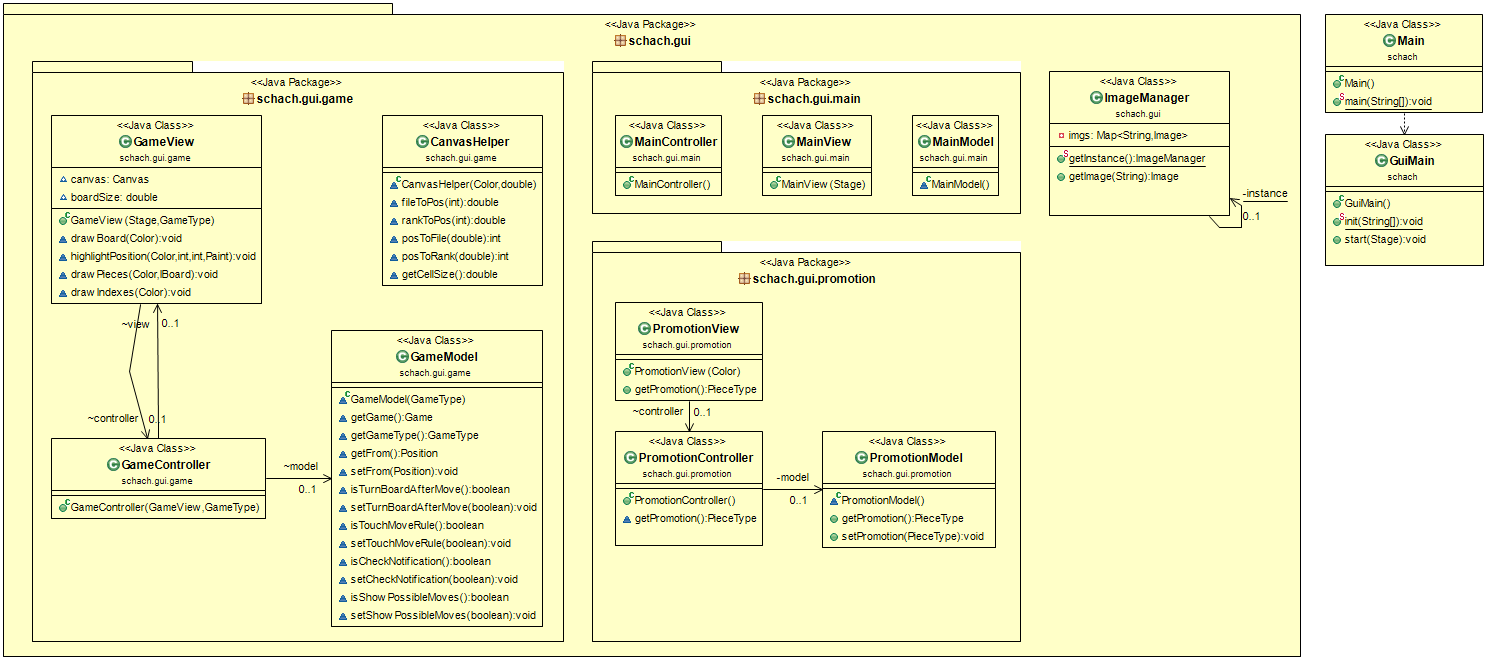 <<Java Package>>
schach.gui
<<Java Package>>
schach.gui.game
<<Java Class>>
GameView
schach.gui.game
canvas: Canvas
boardSize: double
GameView(Stage,GameType)
drawBoard(Color):void
highlightPosition(Color,int,int,Paint):void
drawPieces(Color,IBoard):void
drawIndexes(Color):void
<<Java Class>>
CanvasHelper
schach.gui.game
CanvasHelper(Color,double)
fileToPos(int):double
rankToPos(int):double
posToFile(double):int
posToRank(double):int
getCellSize():double
~view
0..1
~controller
0..1
<<Java Class>>
GameController
schach.gui.game
GameController(GameView,GameType)
~model
0..1
<<Java Class>>
GameModel
schach.gui.game
GameModel(GameType)
getGame():Game
getGameType():GameType
getFrom():Position
setFrom(Position):void
isTurnBoardAfterMove():boolean
setTurnBoardAfterMove(boolean):void
isTouchMoveRule():boolean
setTouchMoveRule(boolean):void
isCheckNotification():boolean
setCheckNotification(boolean):void
isShowPossibleMoves():boolean
setShowPossibleMoves(boolean):void
<<Java Package>>
schach.gui.main
<<Java Class>>
MainController
schach.gui.main
MainController()
<<Java Class>>
MainView
schach.gui.main
MainView(Stage)
<<Java Class>>
MainModel
schach.gui.main
MainModel()
<<Java Package>>
schach.gui.promotion
<<Java Class>>
PromotionView
schach.gui.promotion
PromotionView(Color)
getPromotion():PieceType
~controller
0..1
<<Java Class>>
PromotionController
schach.gui.promotion
PromotionController()
getPromotion():PieceType
-model
0..1
<<Java Class>>
PromotionModel
schach.gui.promotion
PromotionModel()
getPromotion():PieceType
setPromotion(PieceType):void
<<Java Class>>
ImageManager
schach.gui
imgs: Map<String,Image>
getInstance():ImageManager
getImage(String):Image
-instance
0..1
<<Java Class>>
Main
schach
Main()
main(String[]):void
<<Java Class>>
GuiMain
schach
GuiMain()
init(String[]):void
start(Stage):void